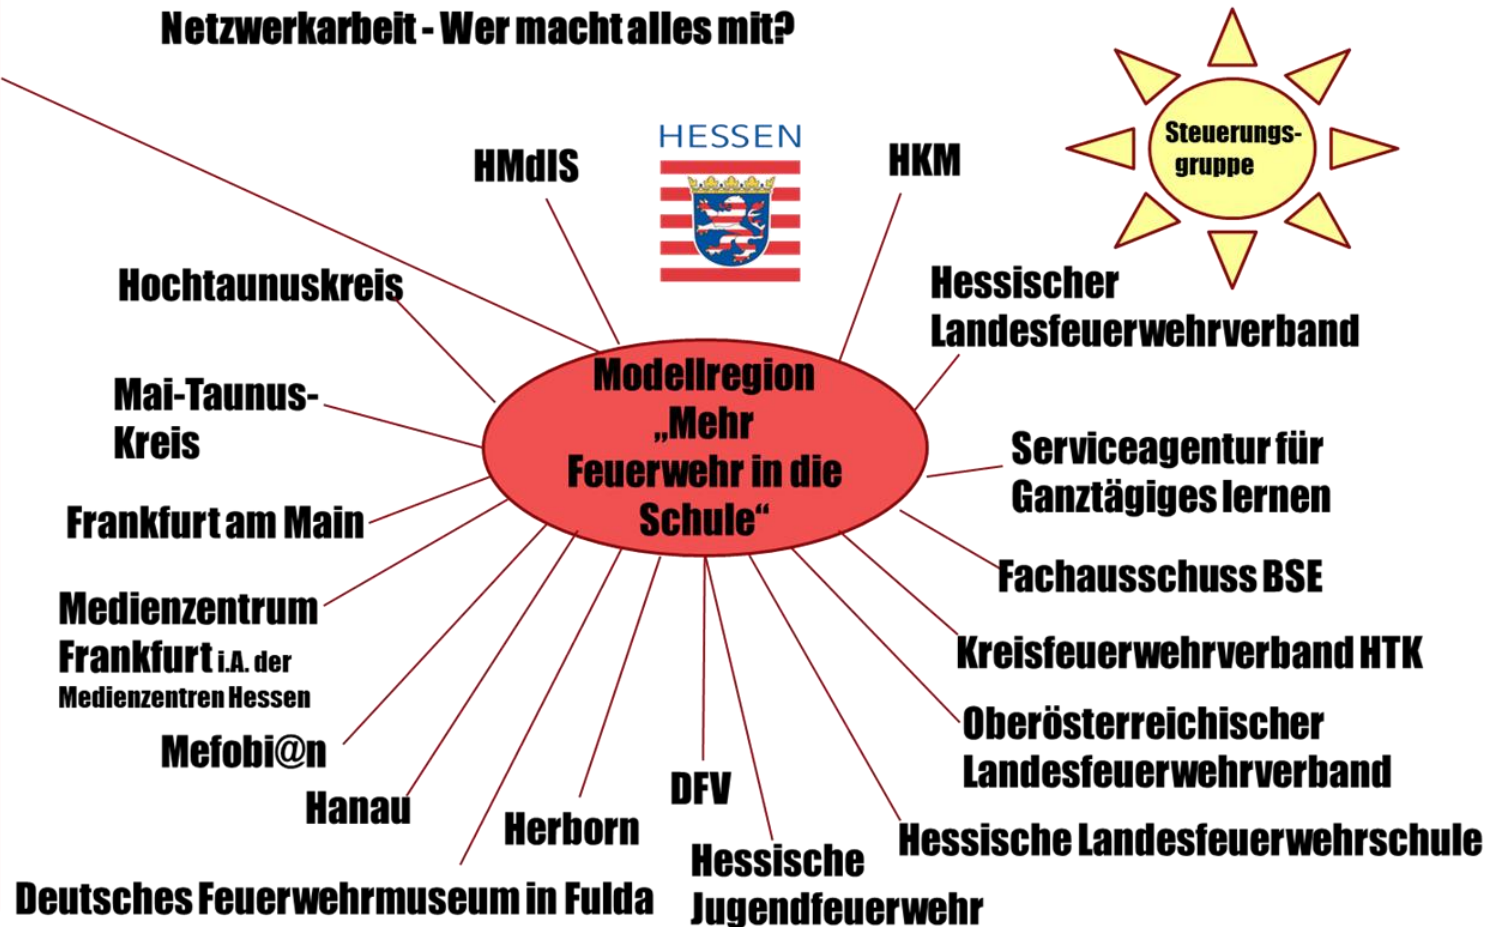 Netzwerkarbeit - Wer macht alles mit?
Steuerungs-
gruppe
HESSEN
HMdIS
HKM
Hochtaunuskreis
Hessischer
Landesfeuerwehrverband
Modellregion
„Mehr
Feuerwehr in die
Schule“
Mai-Taunus-
Kreis
Serviceagentur für
Ganztägiges lernen
Frankfurt am Main
Fachausschuss BSE
Medienzentrum
Frankfurt i.A. der
Medienzentren Hessen
Kreisfeuerwehrverband HTK
Mefobi@n
Oberösterreichischer
Landesfeuerwehrverband
Hanau
Herborn
DFV
Hessische Landesfeuerwehrschule
Hessische
Jugendfeuerwehr
Deutsches Feuerwehrmuseum in Fulda